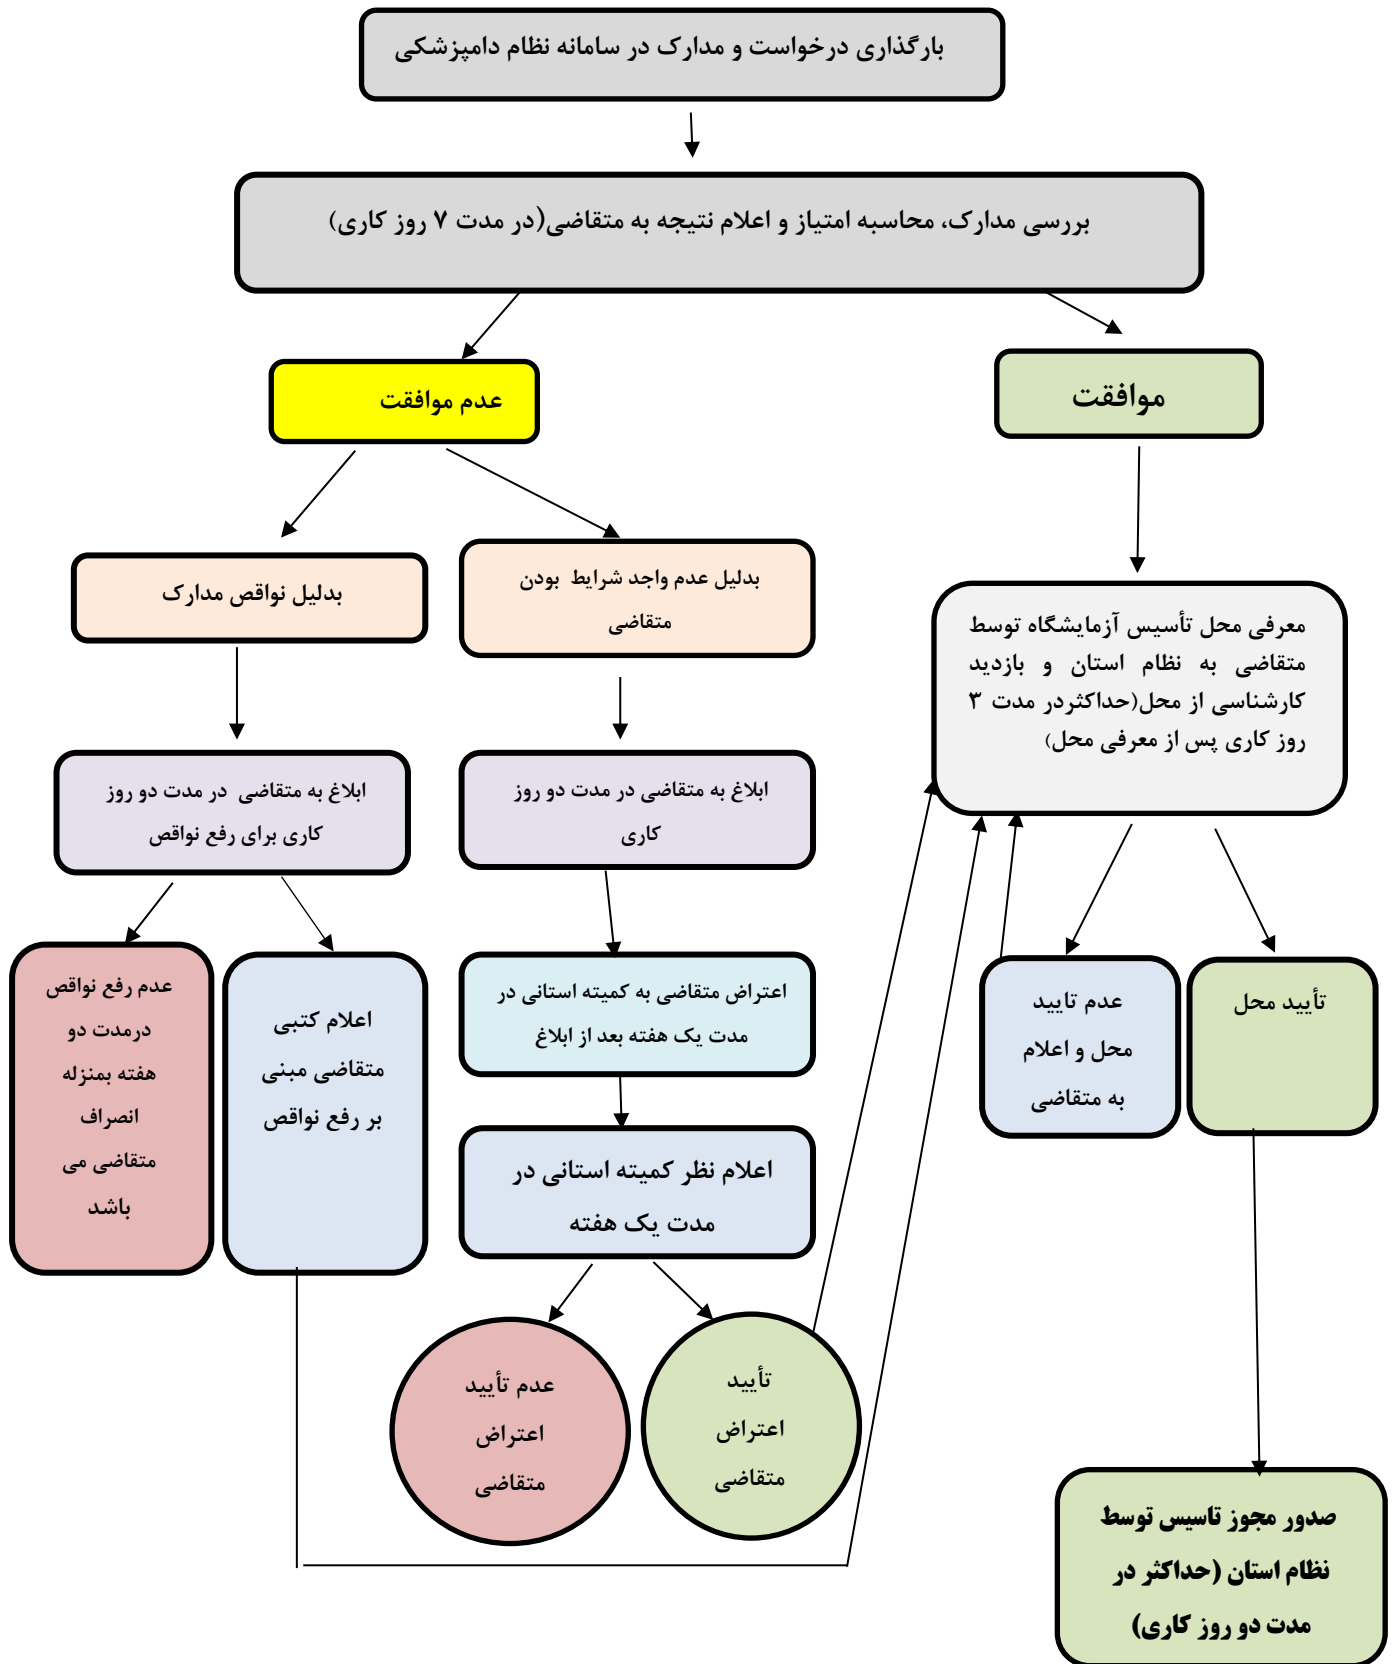 بارگذاری درخواست و مدارک در سامانه نظام دامپزشکی
بررسی مدارک، محاسبه امتیاز و اعلام نتیجه به متقاضی(در مدت ۷ روز کاری)
موافقت
عدم موافقت
بدلیل عدم واجد شرایط بودن
متقاضی
بدلیل نواقص مدارک
معرفی محل تأسیس آزمایشگاه توسط
متقاضی به نظام استان و بازدید
کارشناسی از محل(حداکثردر مدت ۳
روز کاری پس از معرفی محل)
ابلاغ به متقاضی در مدت دو روز
کاری
ابلاغ به متقاضی در مدت دو روز
کاری برای رفع نواقص
تأیید محل
عدم تایید
محل و اعلام
به متقاضی
اعتراض متقاضی به کمیته استانی در
مدت یک هفته بعد از ابلاغ
اعلام کتبی
متقاضی مبنی
بر رفع نواقص
عدم رفع نواقص
درمدت دو
هفته بمنزله
انصراف
متقاضی می
باشد
اعلام نظر کمیته استانی در
مدت یک هفته
تأیید
اعتراض
متقاضی
عدم تأیید
اعتراض
متقاضی
صدور مجوز تاسیس توسط
نظام استان (حداکثر در
مدت دو روز کاری)